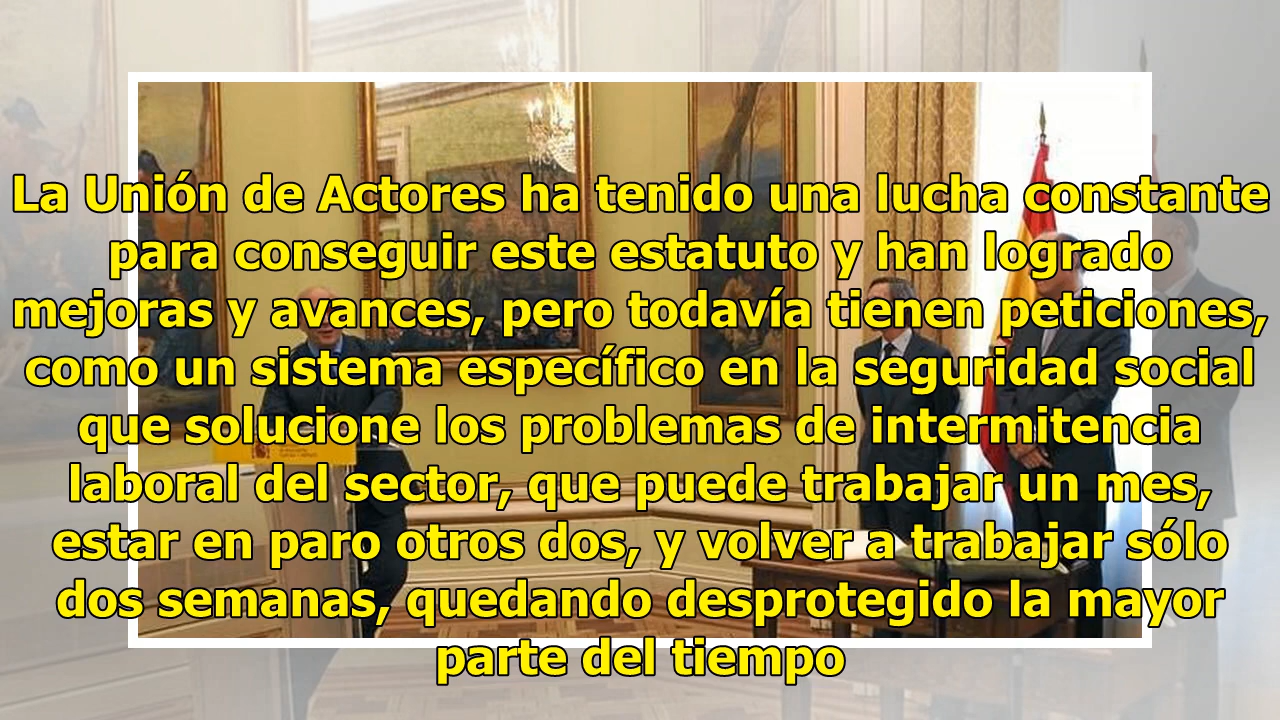 La Unión de Actores ha tenido una lucha constante
para conseguir este estatuto y han logrado
mejoras y avances, pero todavía tienen peticiones,
como un sistema específico en la seguridad social
que solucione los problemas de intermitencia
laboral del sector, que puede trabajar un mes,
estar en paro otros dos, y volver a trabajar sólo
dos semanas, quedando desprotegido la mayor
parte del tiempo